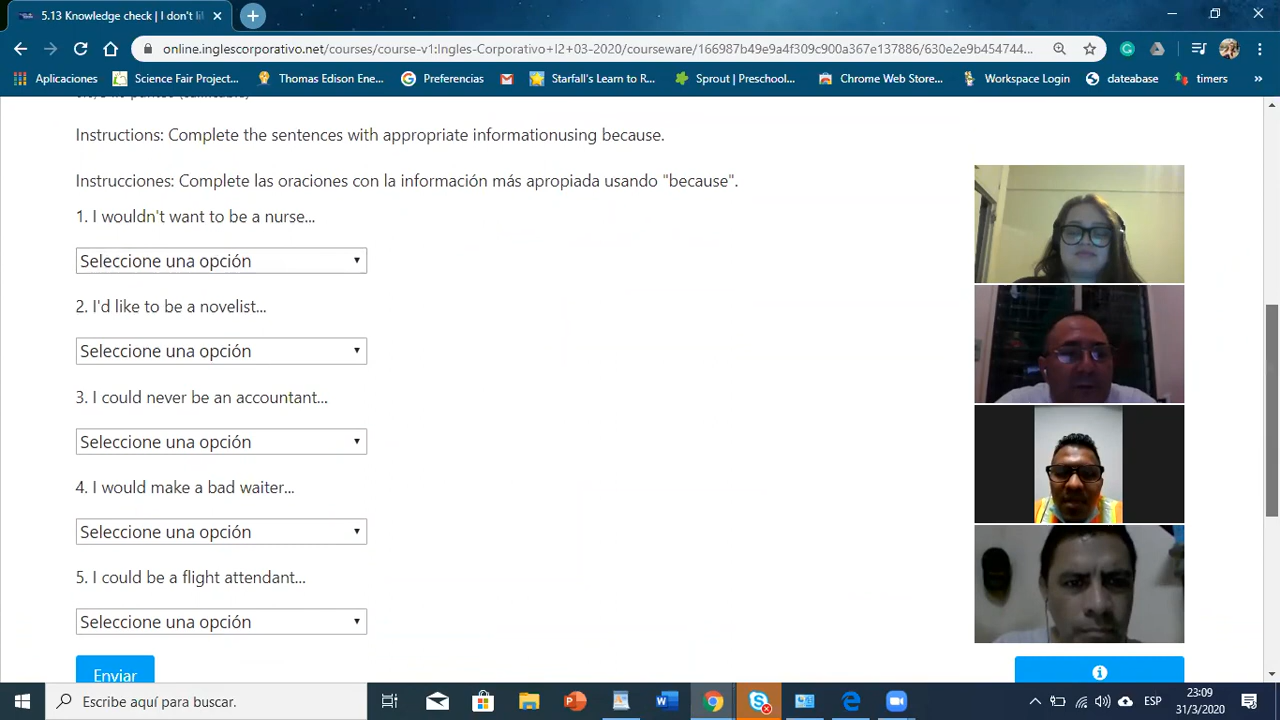 5.13 Knowledge check | I don't li
online.inglescorporativo.net/courses/course-v1:Ingles-Corporativo+I2+03-2020/courseware/166987b49e9a4f309c900a367e137886/630e2e9b454744...
Aplicaciones Science Fair Project... Thomas Edison Ene... Preferencias Starfall's Learn to R... Sprout | Preschool... Chrome Web Store... Workspace Login dateabase timers »
Instructions: Complete the sentences with appropriate informationusing because.
Instrucciones: Complete las oraciones con la información más apropiada usando "because".
1. I wouldn't want to be a nurse...
Seleccione una opción
2. I'd like to be a novelist...
Seleccione una opción
3. I could never be an accountant...
Seleccione una opción
4. I would make a bad waiter...
Seleccione una opción
5. I could be a flight attendant...
Seleccione una opción
Enviar
Escribe aquí para buscar.
ESP
23:09
31/3/2020